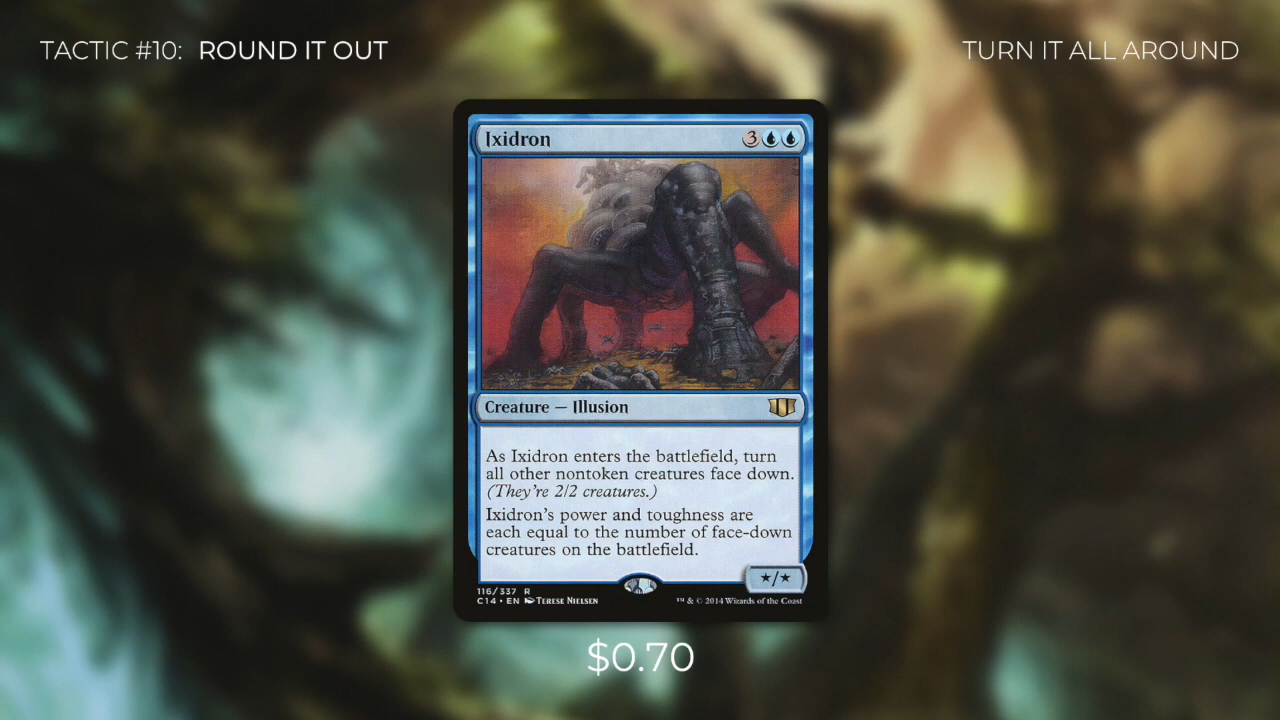 TACTIC #10: ROUND IT OUT
TURN IT ALL AROUND
Ixidron
3
Creature — Illusion
As Ixidron enters the battlefield, turn
all other nontoken creatures face down.
(They're 2/2 creatures.)
Ixidron's power and toughness are
each equal to the number of face-down
creatures on the battlefield.
★/★
116/337 R
C14 • EN Terese Nielsen
™ & © 2014 Wizards of the Coast
$0.70